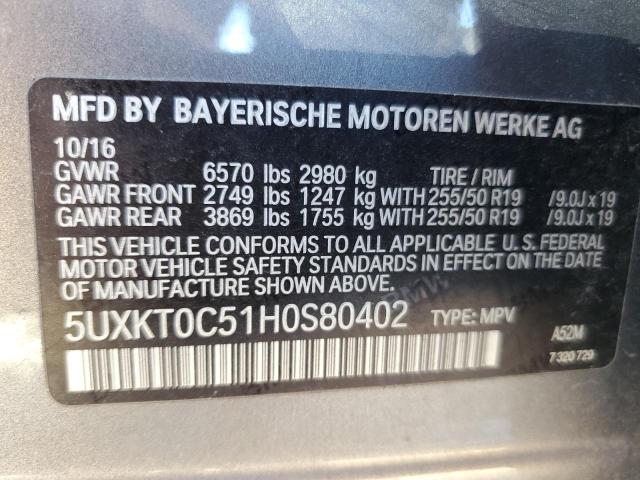 MFD BY BAYERISCHE MOTOREN WERKE AG
10/16
GVWR 6570 lbs 2980 kg TIRE / RIM
GAWR FRONT 2749 lbs 1247 kg WITH 255/50 R19 /9.0J x 19
GAWR REAR 3869 lbs 1755 kg WITH 255/50 R19 /9.0J x 19
THIS VEHICLE CONFORMS TO ALL APPLICABLE U.S. FEDERAL
MOTOR VEHICLE SAFETY STANDARDS IN EFFECT ON THE DATE
OF MANUFACTURE SHOWN ABOVE.
5UXKT0C51H0S80402 TYPE: MPV A52M
7 320 729